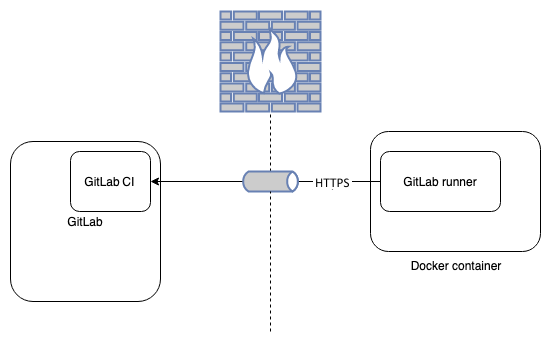 GitLab CI
GitLab
HTTPS
GitLab runner
Docker container